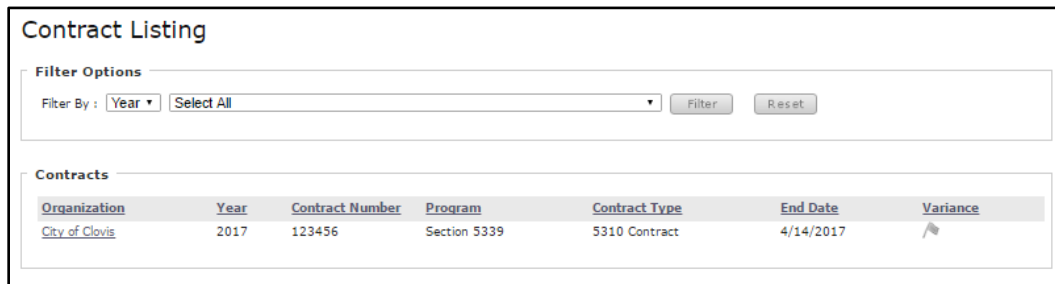 Contract Listing
Filter Options
Filter By : Year Select All Filter Reset
Contracts
Organization Year Contract Number Program Contract Type End Date Variance
City of Clovis 2017 123456 Section 5339 5310 Contract 4/14/2017